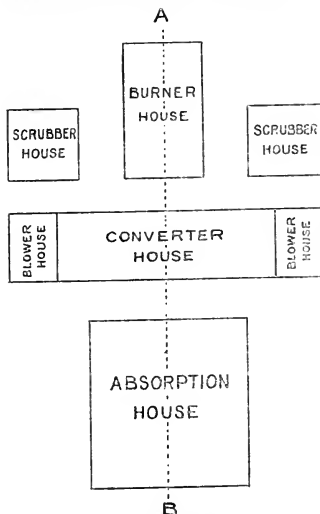 A
BURNER
HOUSE
SCRUBBER
HOUSE
SCRUBBER
HOUSE
BLOWER
HOUSE
CONVERTER
HOUSE
BLOWER
HOUSE
ABSORPTION
HOUSE
B